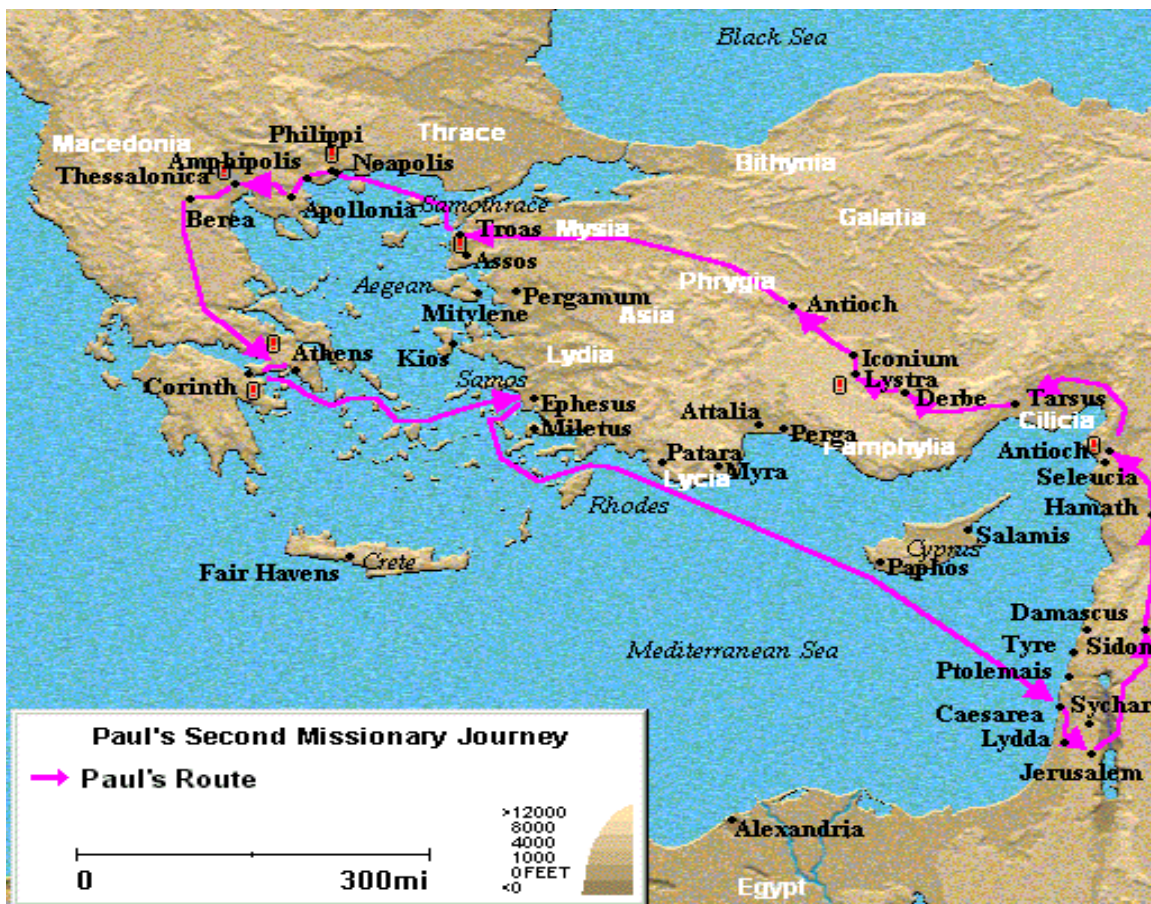 Black Sea
Philippi
Thrace
Macedonia
Amphipolis
Neapolis
Thessalonica
Bithynia
Berea
Apollonia
Samothrace
Galatia
Troas
Mysia
Assos
Aegean
Phrygia
Pergamum
Antioch
Mitylene
Asia
Kios
Lydia
Athens
Iconium
Corinth
Samos
Lystra
Derbe
Tarsus
Ephesus
Attalia
Cilicia
Miletus
Perga
Pamphylia
Antioch
Patara
Lycia
Myra
Seleucia
Rhodes
Hamath
Salamis
Cyprus
Paphos
Crete
Fair Havens
Damascus
Mediterranean Sea
Tyre
Sidon
Ptolemais
Sychar
Caesarea
Lydda
Jerusalem
Paul's Second Missionary Journey
Paul's Route
>12000
8000
4000
1000
0 FEET
<0
0
300mi
Alexandria
Egypt